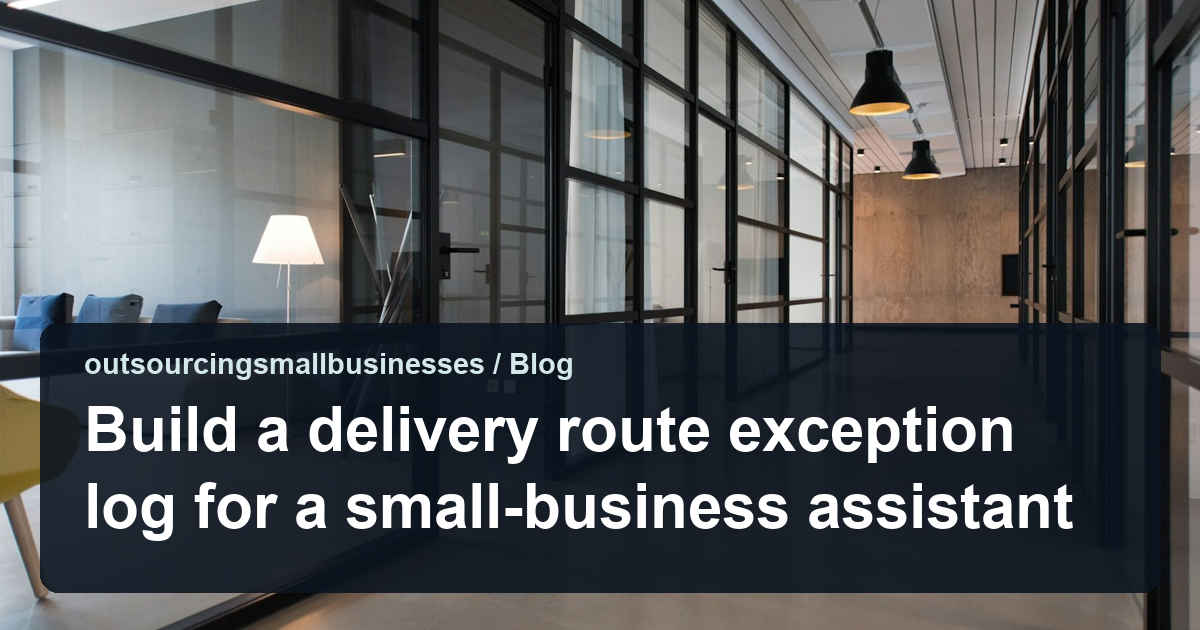 outsourcingsmallbusinesses / Blog
Build a delivery route exception
log for a small-business assistant